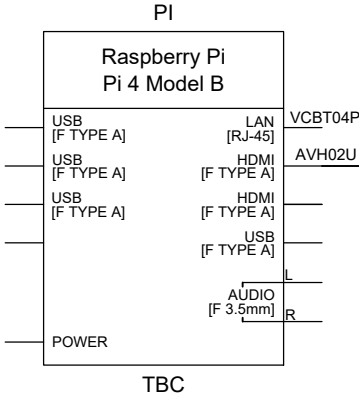 PI
Raspberry Pi
Pi 4 Model B
USB
[F TYPE A]
USB
[F TYPE A]
USB
[F TYPE A]
POWER
LAN
[RJ-45]
VCBT04P
HDMI
[F TYPE A]
AVH02U
HDMI
[F TYPE A]
USB
[F TYPE A]
L
AUDIO
[F 3.5mm]
R
TBC